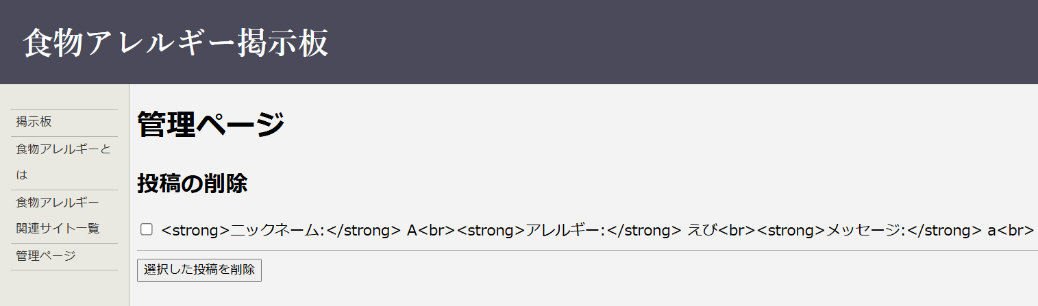 食物アレルギー掲示板
掲示板
食物アレルギーと
は
食物アレルギー
関連サイト一覧
管理ページ
管理ページ
投稿の削除
<strong>ニックネーム:</strong> A<br><strong>アレルギー:</strong> えび<br><strong>メッセージ:</strong> a<br>
選択した投稿を削除